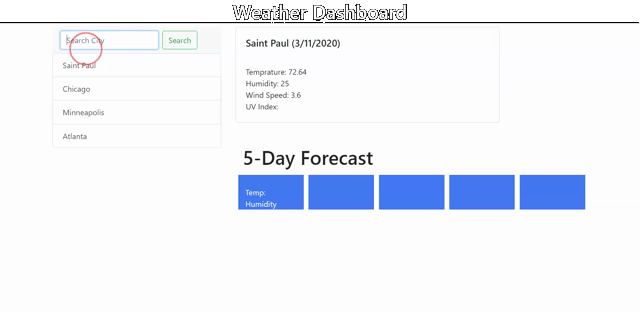 Weather Dashboard
Search City
Search
Saint Paul
Chicago
Minneapolis
Atlanta
Saint Paul (3/11/2020)
Temprature: 72.64
Humidity: 25
Wind Speed: 3.6
UV Index:
5-Day Forecast
Temp:
Humidity